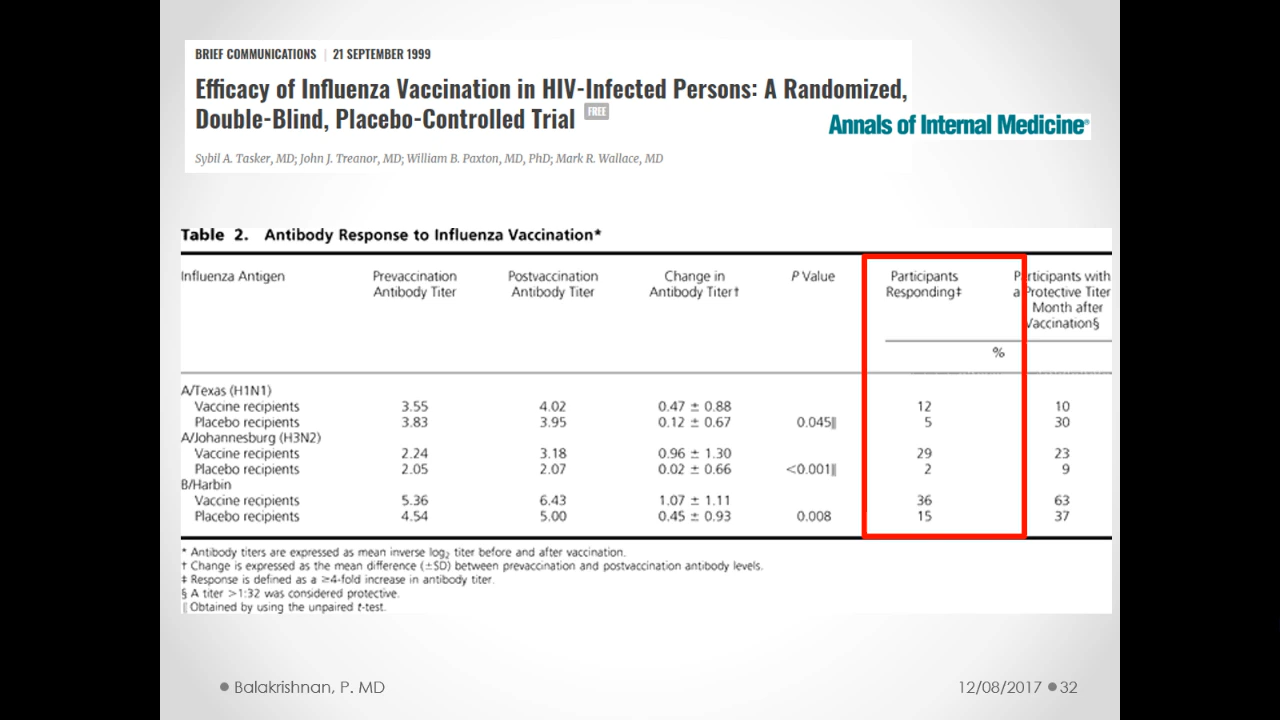 BRIEF COMMUNICATIONS | 21 SEPTEMBER 1999
Efficacy of Influenza Vaccination in HIV-Infected Persons: A Randomized,
Double-Blind, Placebo-Controlled Trial FREE
Annals of Internal Medicine®
Sybil A. Tasker, MD; John J. Treanor, MD; William B. Paxton, MD, PhD; Mark R. Wallace, MD
Table 2. Antibody Response to Influenza Vaccination*
Influenza Antigen Prevaccination Postvaccination Change in P Value Participants Participants with
Antibody Titer Antibody Titer Antibody Titer† Responding‡ a Protective Titer
Month after
Vaccination§
%
A/Texas (H1N1)
Vaccine recipients 3.55 4.02 0.47 ± 0.88 12 10
Placebo recipients 3.83 3.95 0.12 ± 0.67 0.045‖ 5 30
A/Johannesburg (H3N2)
Vaccine recipients 2.24 3.18 0.96 ± 1.30 29 23
Placebo recipients 2.05 2.07 0.02 ± 0.66 <0.001‖ 2 9
B/Harbin
Vaccine recipients 5.36 6.43 1.07 ± 1.11 36 63
Placebo recipients 4.54 5.00 0.45 ± 0.93 0.008 15 37
* Antibody titers are expressed as mean inverse log2 titer before and after vaccination.
† Change is expressed as the mean difference (±SD) between prevaccination and postvaccination antibody levels.
‡ Response is defined as a ≥4-fold increase in antibody titer.
§ A titer >1:32 was considered protective.
‖ Obtained by using the unpaired t-test.
Balakrishnan, P. MD
12/08/2017 32